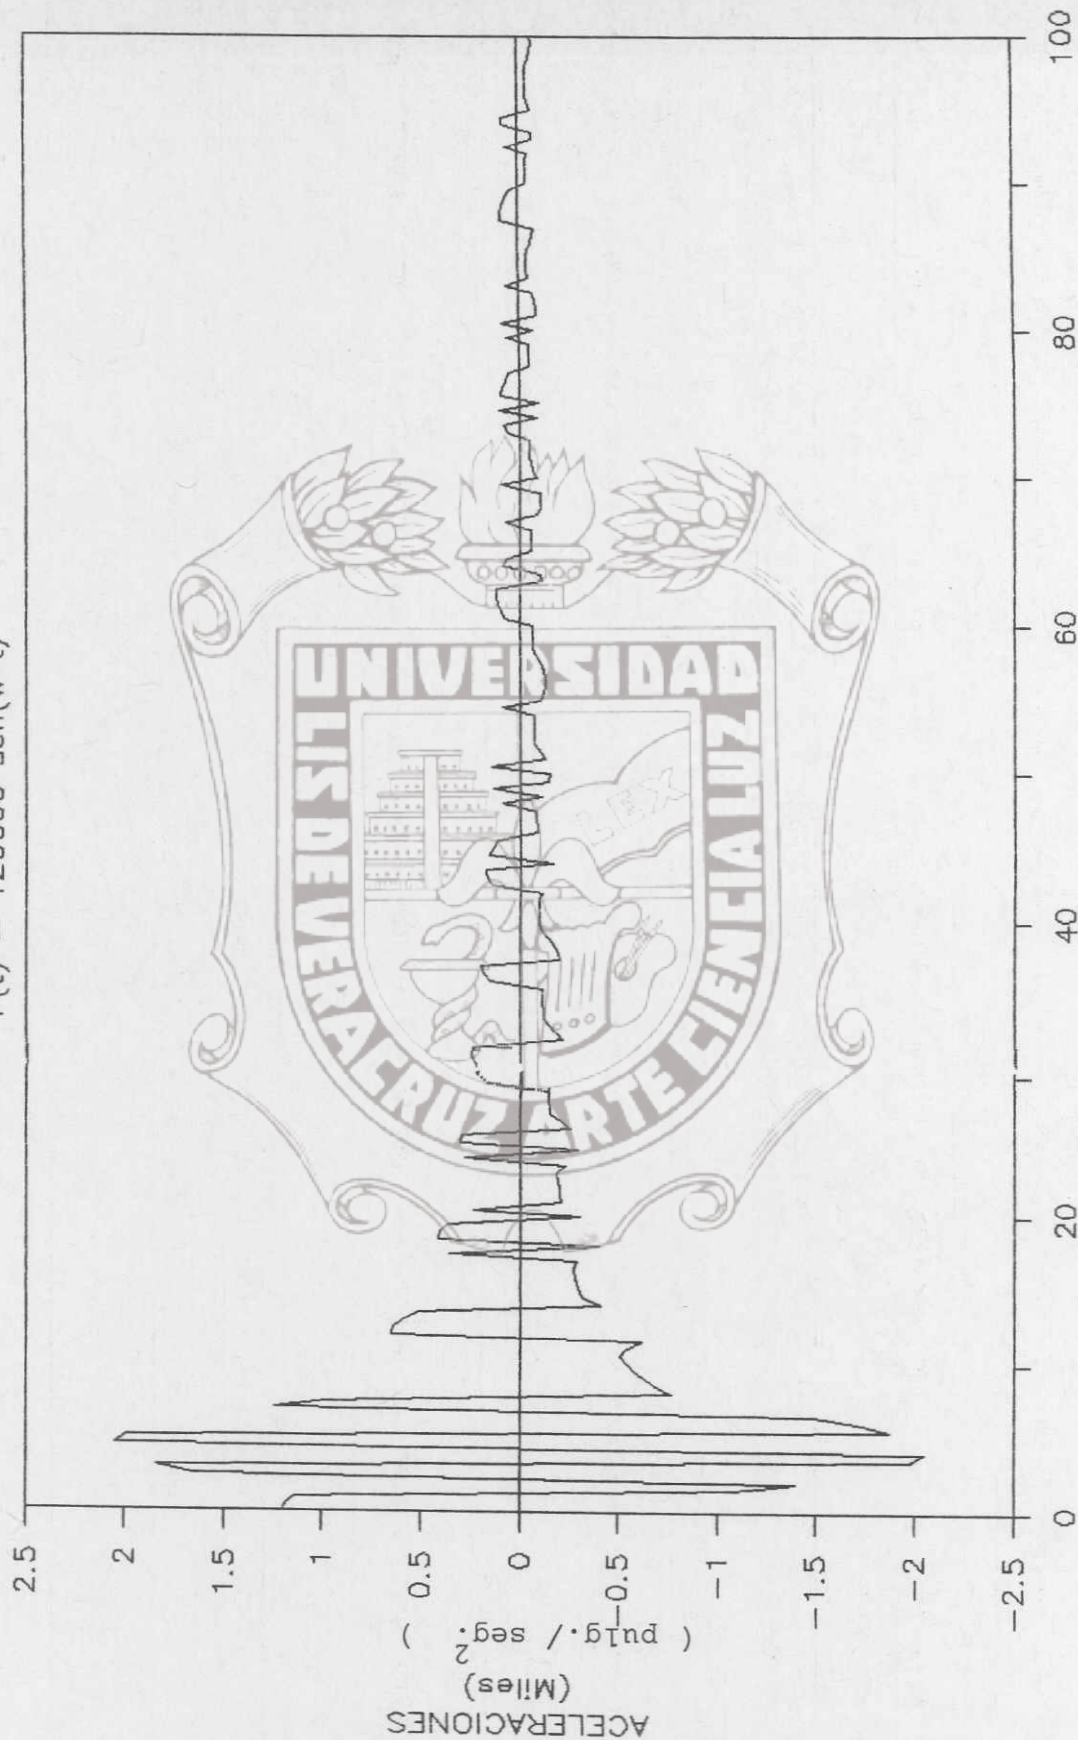 2.5
2
1.5
1
0.5
0
-0.5
-1
-1.5
-2
-2.5
ACELERACIONES
(Miles)
( pulg./ seg.² )
0
20
40
60
80
100
UNIVERSIDAD
LIS DE VERACRUZ
ARTE CIENCIA LUZ
LEX